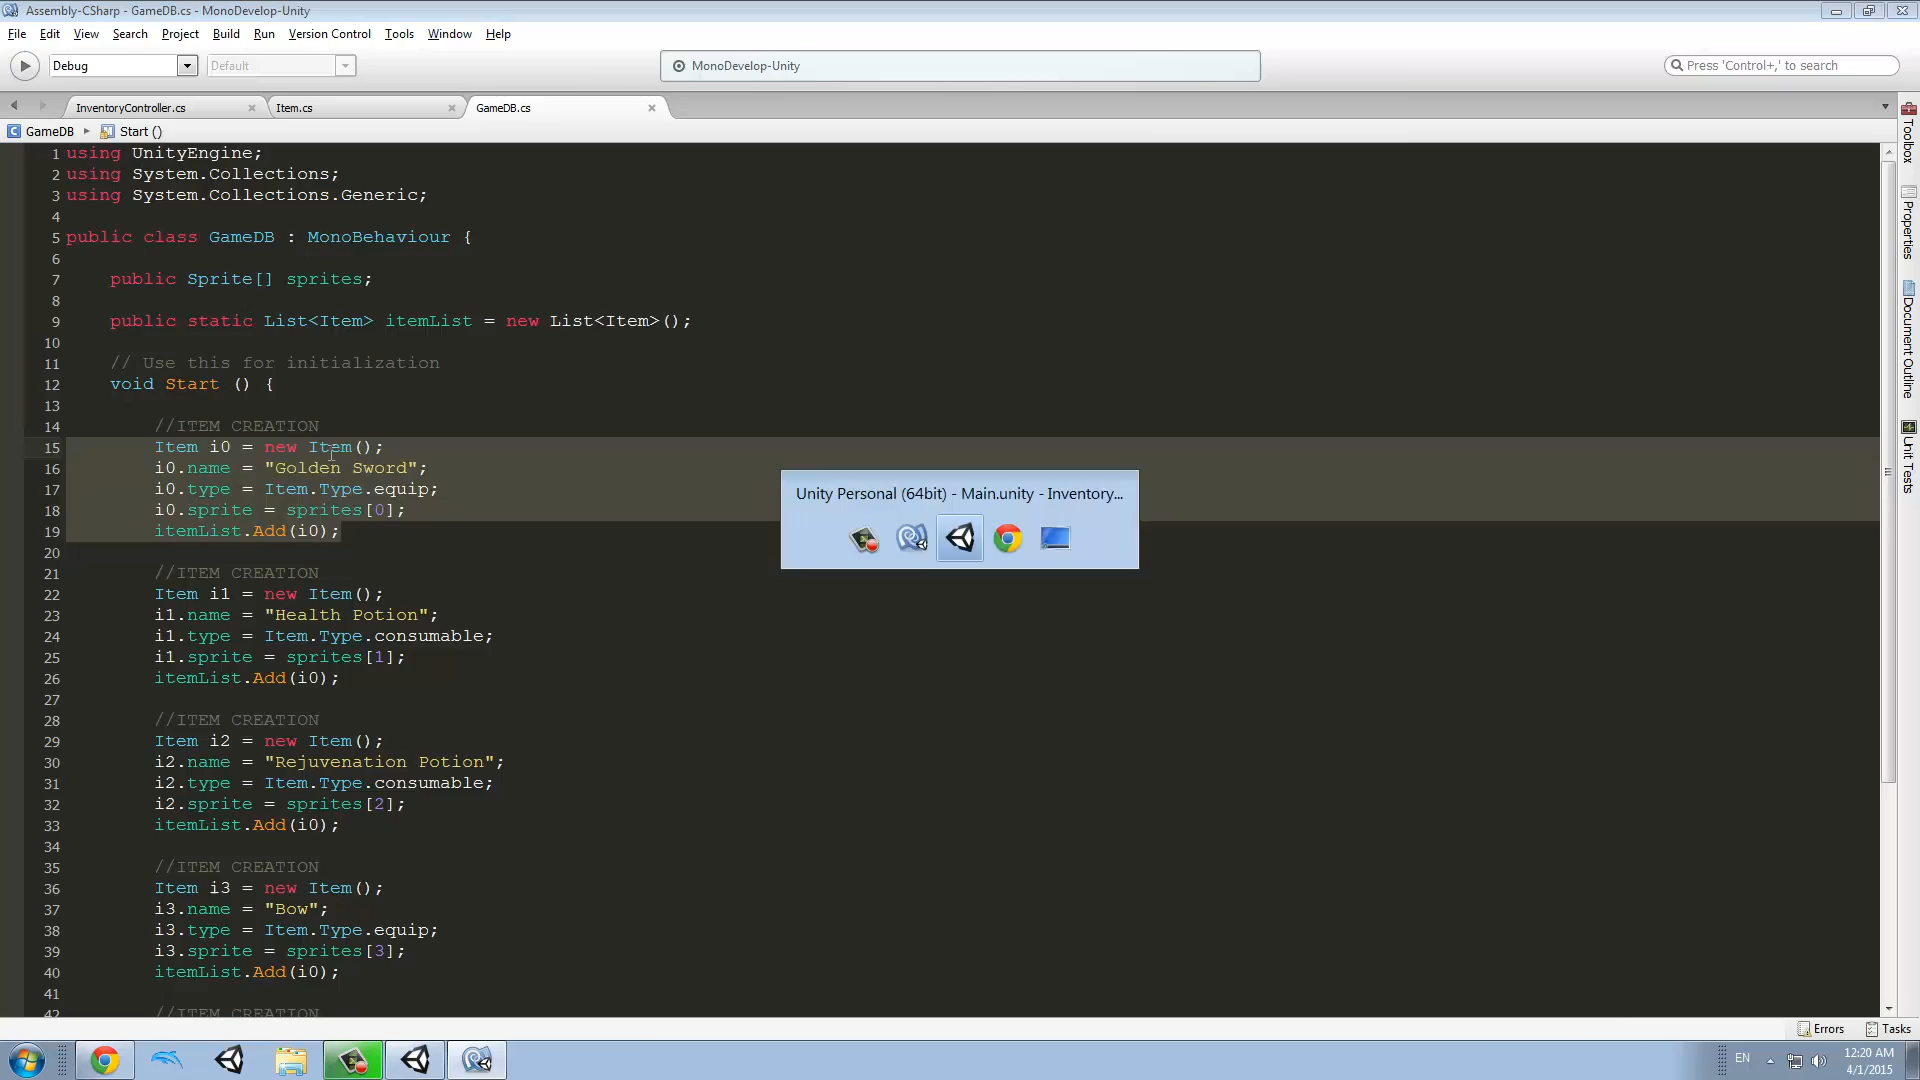 Assembly-CSharp - GameDB.cs - MonoDevelop-Unity
File Edit View Search Project Build Run Version Control Tools Window Help
Debug Default MonoDevelop-Unity Press 'Control+,' to search
InventoryController.cs Item.cs GameDB.cs
GameDB Start ()
1 using UnityEngine;
2 using System.Collections;
3 using System.Collections.Generic;
4
5 public class GameDB : MonoBehaviour {
6
7 public Sprite[] sprites;
8
9 public static List<Item> itemList = new List<Item>();
10
11 // Use this for initialization
12 void Start () {
13
14 //ITEM CREATION
15 Item i0 = new Item();
16 i0.name = "Golden Sword";
17 i0.type = Item.Type.equip;
18 i0.sprite = sprites[0];
19 itemList.Add(i0);
20
21 //ITEM CREATION
22 Item i1 = new Item();
23 i1.name = "Health Potion";
24 i1.type = Item.Type.consumable;
25 i1.sprite = sprites[1];
26 itemList.Add(i0);
27
28 //ITEM CREATION
29 Item i2 = new Item();
30 i2.name = "Rejuvenation Potion";
31 i2.type = Item.Type.consumable;
32 i2.sprite = sprites[2];
33 itemList.Add(i0);
34
35 //ITEM CREATION
36 Item i3 = new Item();
37 i3.name = "Bow";
38 i3.type = Item.Type.equip;
39 i3.sprite = sprites[3];
40 itemList.Add(i0);
41
42 //ITEM CREATION
Unity Personal (64bit) - Main.unity - Inventory...
Toolbox
Properties
Document Outline
Unit Tests
Errors Tasks
EN
12:20 AM
4/1/2015